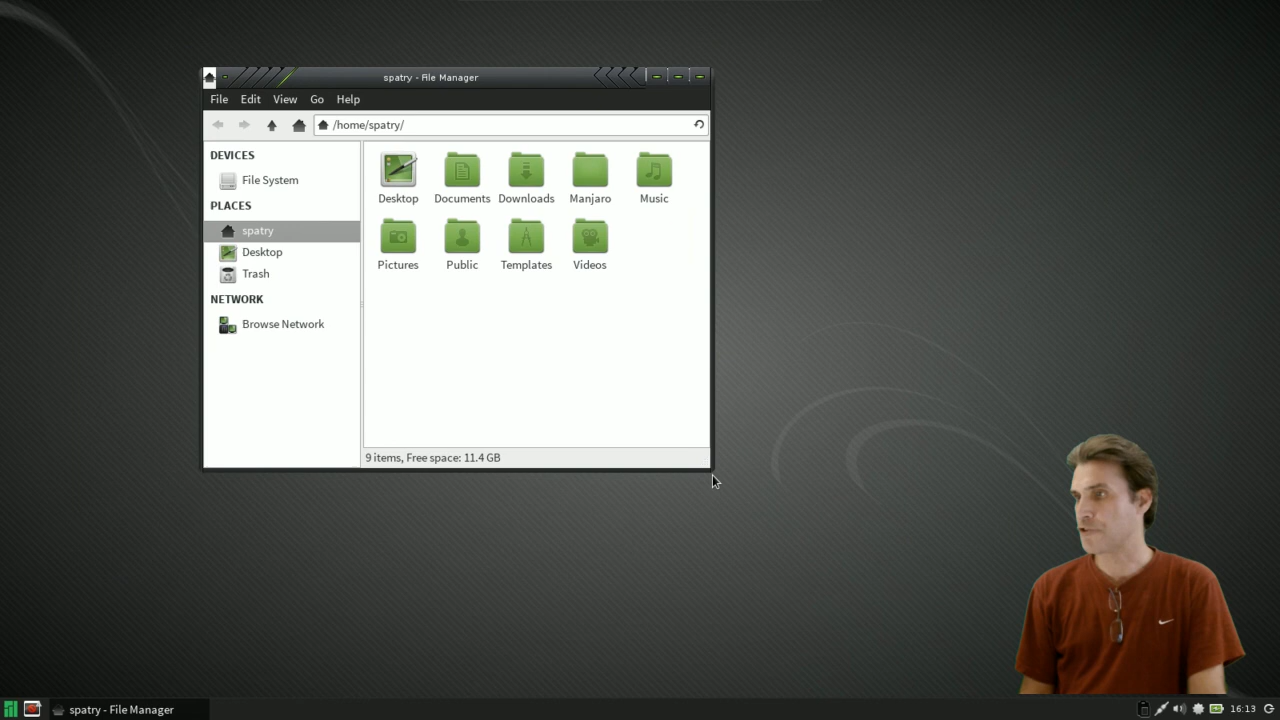 spatry - File Manager
File Edit View Go Help
/home/spatry/
DEVICES
File System
PLACES
spatry
Desktop
Trash
NETWORK
Browse Network
Desktop Documents Downloads Manjaro Music
Pictures Public Templates Videos
9 items, Free space: 11.4 GB
spatry - File Manager
16:13